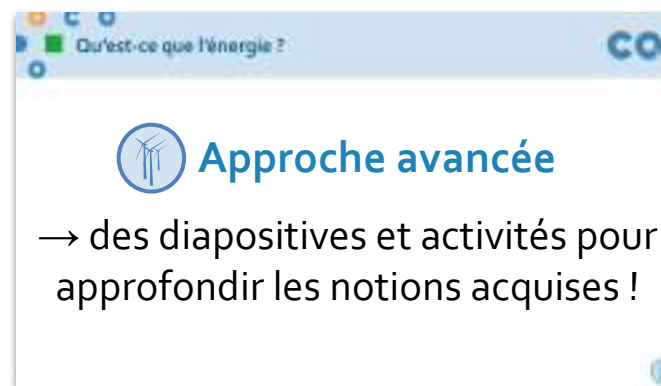 Qu'est-ce que l'énergie ?
Approche avancée
→ des diapositives et activités pour
approfondir les notions acquises !